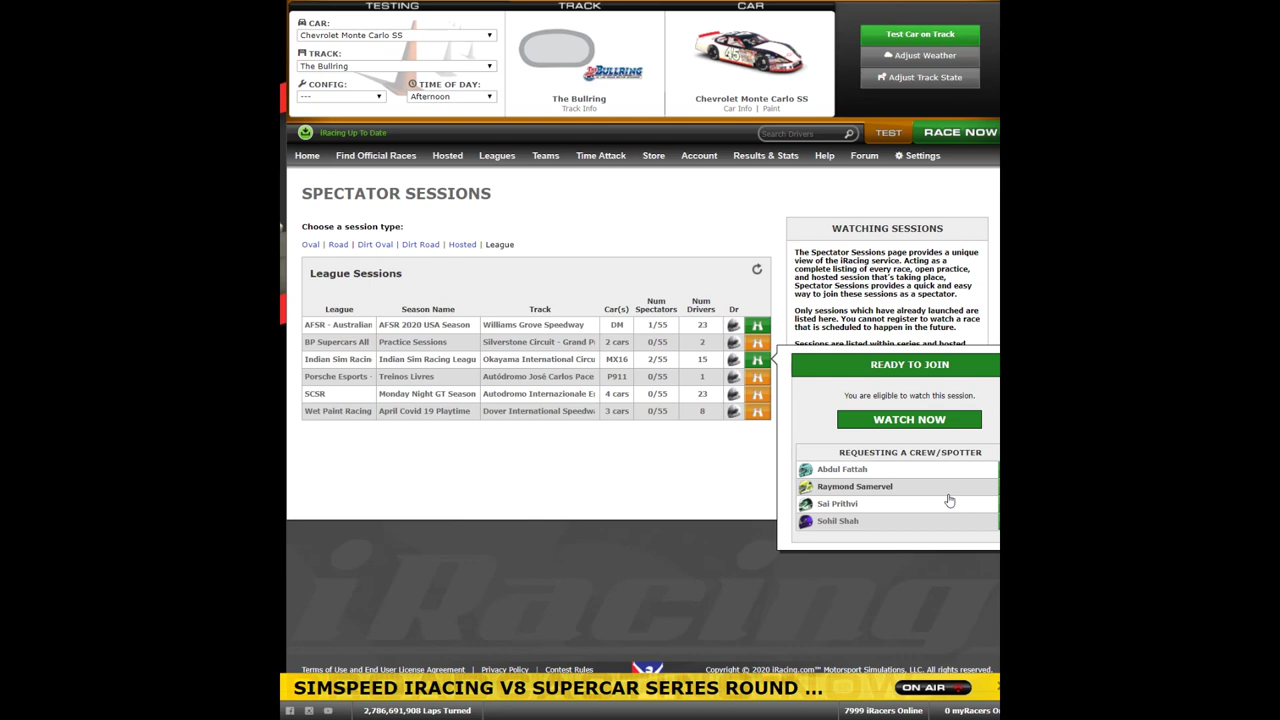 TESTING
TRACK
CAR
CAR:
Chevrolet Monte Carlo SS
TRACK:
The Bullring
CONFIG:
TIME OF DAY:
---
Afternoon
BULLRING
The Bullring
Track Info
45
Chevrolet Monte Carlo SS
Car Info | Paint
Test Car on Track
Adjust Weather
Adjust Track State
iRacing Up To Date
Search Drivers
TEST
RACE NOW
Home
Find Official Races
Hosted
Leagues
Teams
Time Attack
Store
Account
Results & Stats
Help
Forum
Settings
SPECTATOR SESSIONS
Choose a session type:
Oval | Road | Dirt Oval | Dirt Road | Hosted | League
League Sessions
League Season Name Track Car(s) Num Spectators Num Drivers Dr
AFSR - Australian AFSR 2020 USA Season Williams Grove Speedway DM 1/55 23
BP Supercars All Practice Sessions Silverstone Circuit - Grand P 2 cars 0/55 2
Indian Sim Racin Indian Sim Racing Leagu Okayama International Circu MX16 2/55 15
Porsche Esports - Treinos Livres Autódromo José Carlos Pace P911 0/55 1
SCSR Monday Night GT Season Autodromo Internazionale E 4 cars 0/55 23
Wet Paint Racing April Covid 19 Playtime Dover International Speedw 3 cars 0/55 8
WATCHING SESSIONS
The Spectator Sessions page provides a unique
view of the iRacing service. Acting as a
complete listing of every race, open practice,
and hosted session that's taking place,
Spectator Sessions provides a quick and easy
way to join these sessions as a spectator.
Only sessions which have already launched are
listed here. You cannot register to watch a race
that is scheduled to happen in the future.
Sessions are listed within series and hosted
READY TO JOIN
You are eligible to watch this session.
WATCH NOW
REQUESTING A CREW/SPOTTER
Abdul Fattah
Raymond Samervel
Sai Prithvi
Sohil Shah
iRacing
Terms of Use and End User License Agreement | Privacy Policy | Contest Rules
Copyright © 2020 iRacing.com™ Motorsport Simulations, LLC. All rights reserved.
SIMSPEED IRACING V8 SUPERCAR SERIES ROUND ...
ON AIR
2,786,691,908 Laps Turned
7999 iRacers Online
0 myRacers O